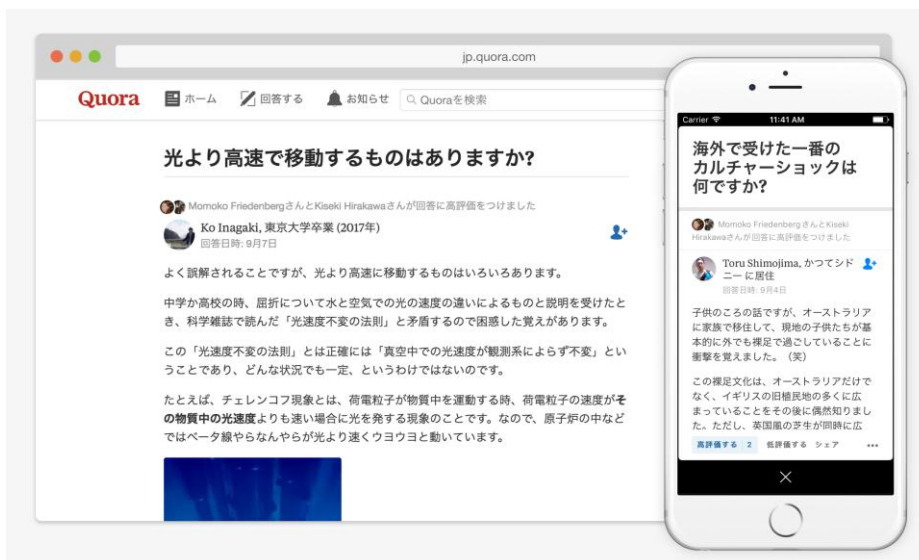 jp.quora.com
Quora ホーム 回答する お知らせ Quoraを検索
光より高速で移動するものはありますか?
Momoko FriedenbergさんとKiseki Hirakawaさんが回答に高評価をつけました
Ko Inagaki, 東京大学卒業 (2017年)
回答日時: 9月7日
よく誤解されることですが、光より高速に移動するものはいろいろあります。
中学か高校の時、屈折について水と空気での光の速度の違いによるものと説明を受けたと
き、科学雑誌で読んだ「光速度不変の法則」と矛盾するので困惑した覚えがあります。
この「光速度不変の法則」とは正確には「真空中での光速度が観測系によらず不変」とい
うことであり、どんな状況でも一定、というわけではないのです。
たとえば、チェレンコフ現象とは、荷電粒子が物質中を運動する時、荷電粒子の速度がそ
の物質中の光速度よりも速い場合に光を発する現象のことです。なので、原子炉の中など
ではベータ線やらなんやらが光より速くウヨウヨと動いています。
Carrier 11:41 AM
海外で受けた一番の
カルチャーショックは
何ですか?
Momoko FriedenbergさんとKiseki
Hirakawaさんが回答に高評価をつけました
Toru Shimojima, かつてシド
ニーに居住
回答日時: 9月4日
子供のころの話ですが、オーストラリア
に家族で移住して、現地の子供たちが基
本的に外でも裸足で過ごしていることに
衝撃を覚えました。（笑）
この裸足文化は、オーストラリアだけで
なく、イギリスの旧植民地の多くに広
まっていることをその後に偶然知りまし
た。ただし、英国風の芝生が同時に広
高評価する 2 低評価する シェア